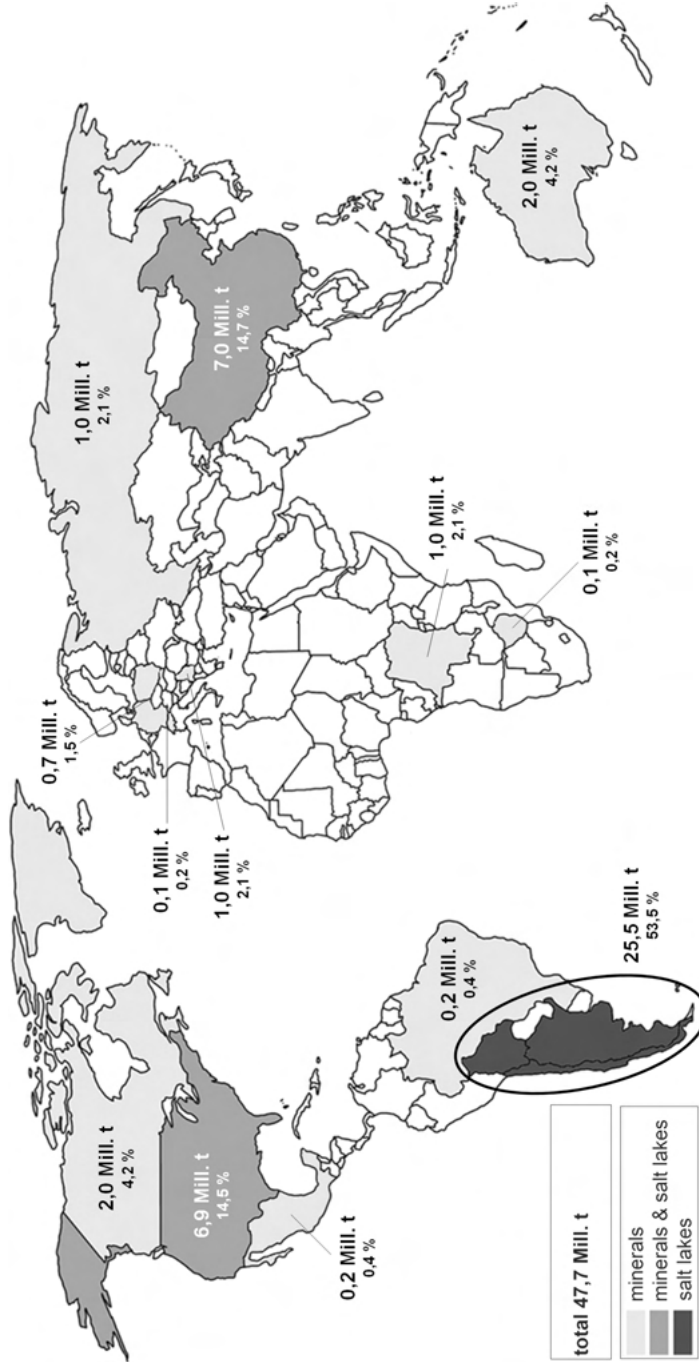 2,0 Mill. t
4,2 %
6,9 Mill. t
14,5 %
0,2 Mill. t
0,4 %
0,2 Mill. t
0,4 %
25,5 Mill. t
53,5 %
0,7 Mill. t
1,5 %
0,1 Mill. t
0,2 %
1,0 Mill. t
2,1 %
1,0 Mill. t
2,1 %
7,0 Mill. t
14,7 %
1,0 Mill. t
2,1 %
0,1 Mill. t
0,2 %
2,0 Mill. t
4,2 %
total 47,7 Mill. t
minerals
minerals & salt lakes
salt lakes